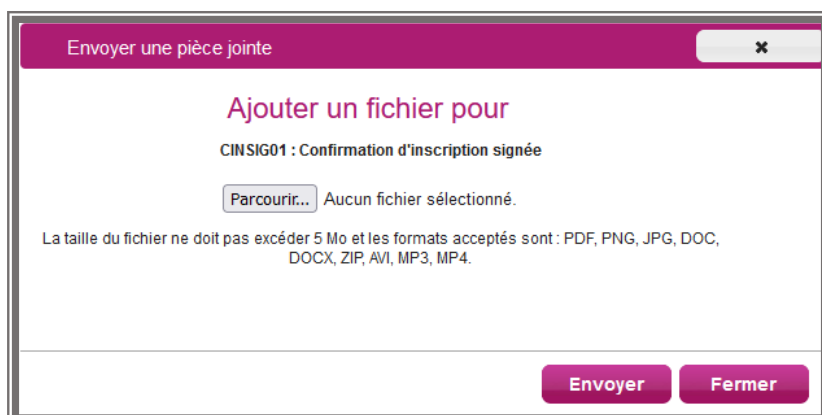 Envoyer une pièce jointe
✖
Ajouter un fichier pour
CINSIG01 : Confirmation d'inscription signée
Parcourir... Aucun fichier sélectionné.
La taille du fichier ne doit pas excéder 5 Mo et les formats acceptés sont : PDF, PNG, JPG, DOC,
DOCX, ZIP, AVI, MP3, MP4.
Envoyer Fermer